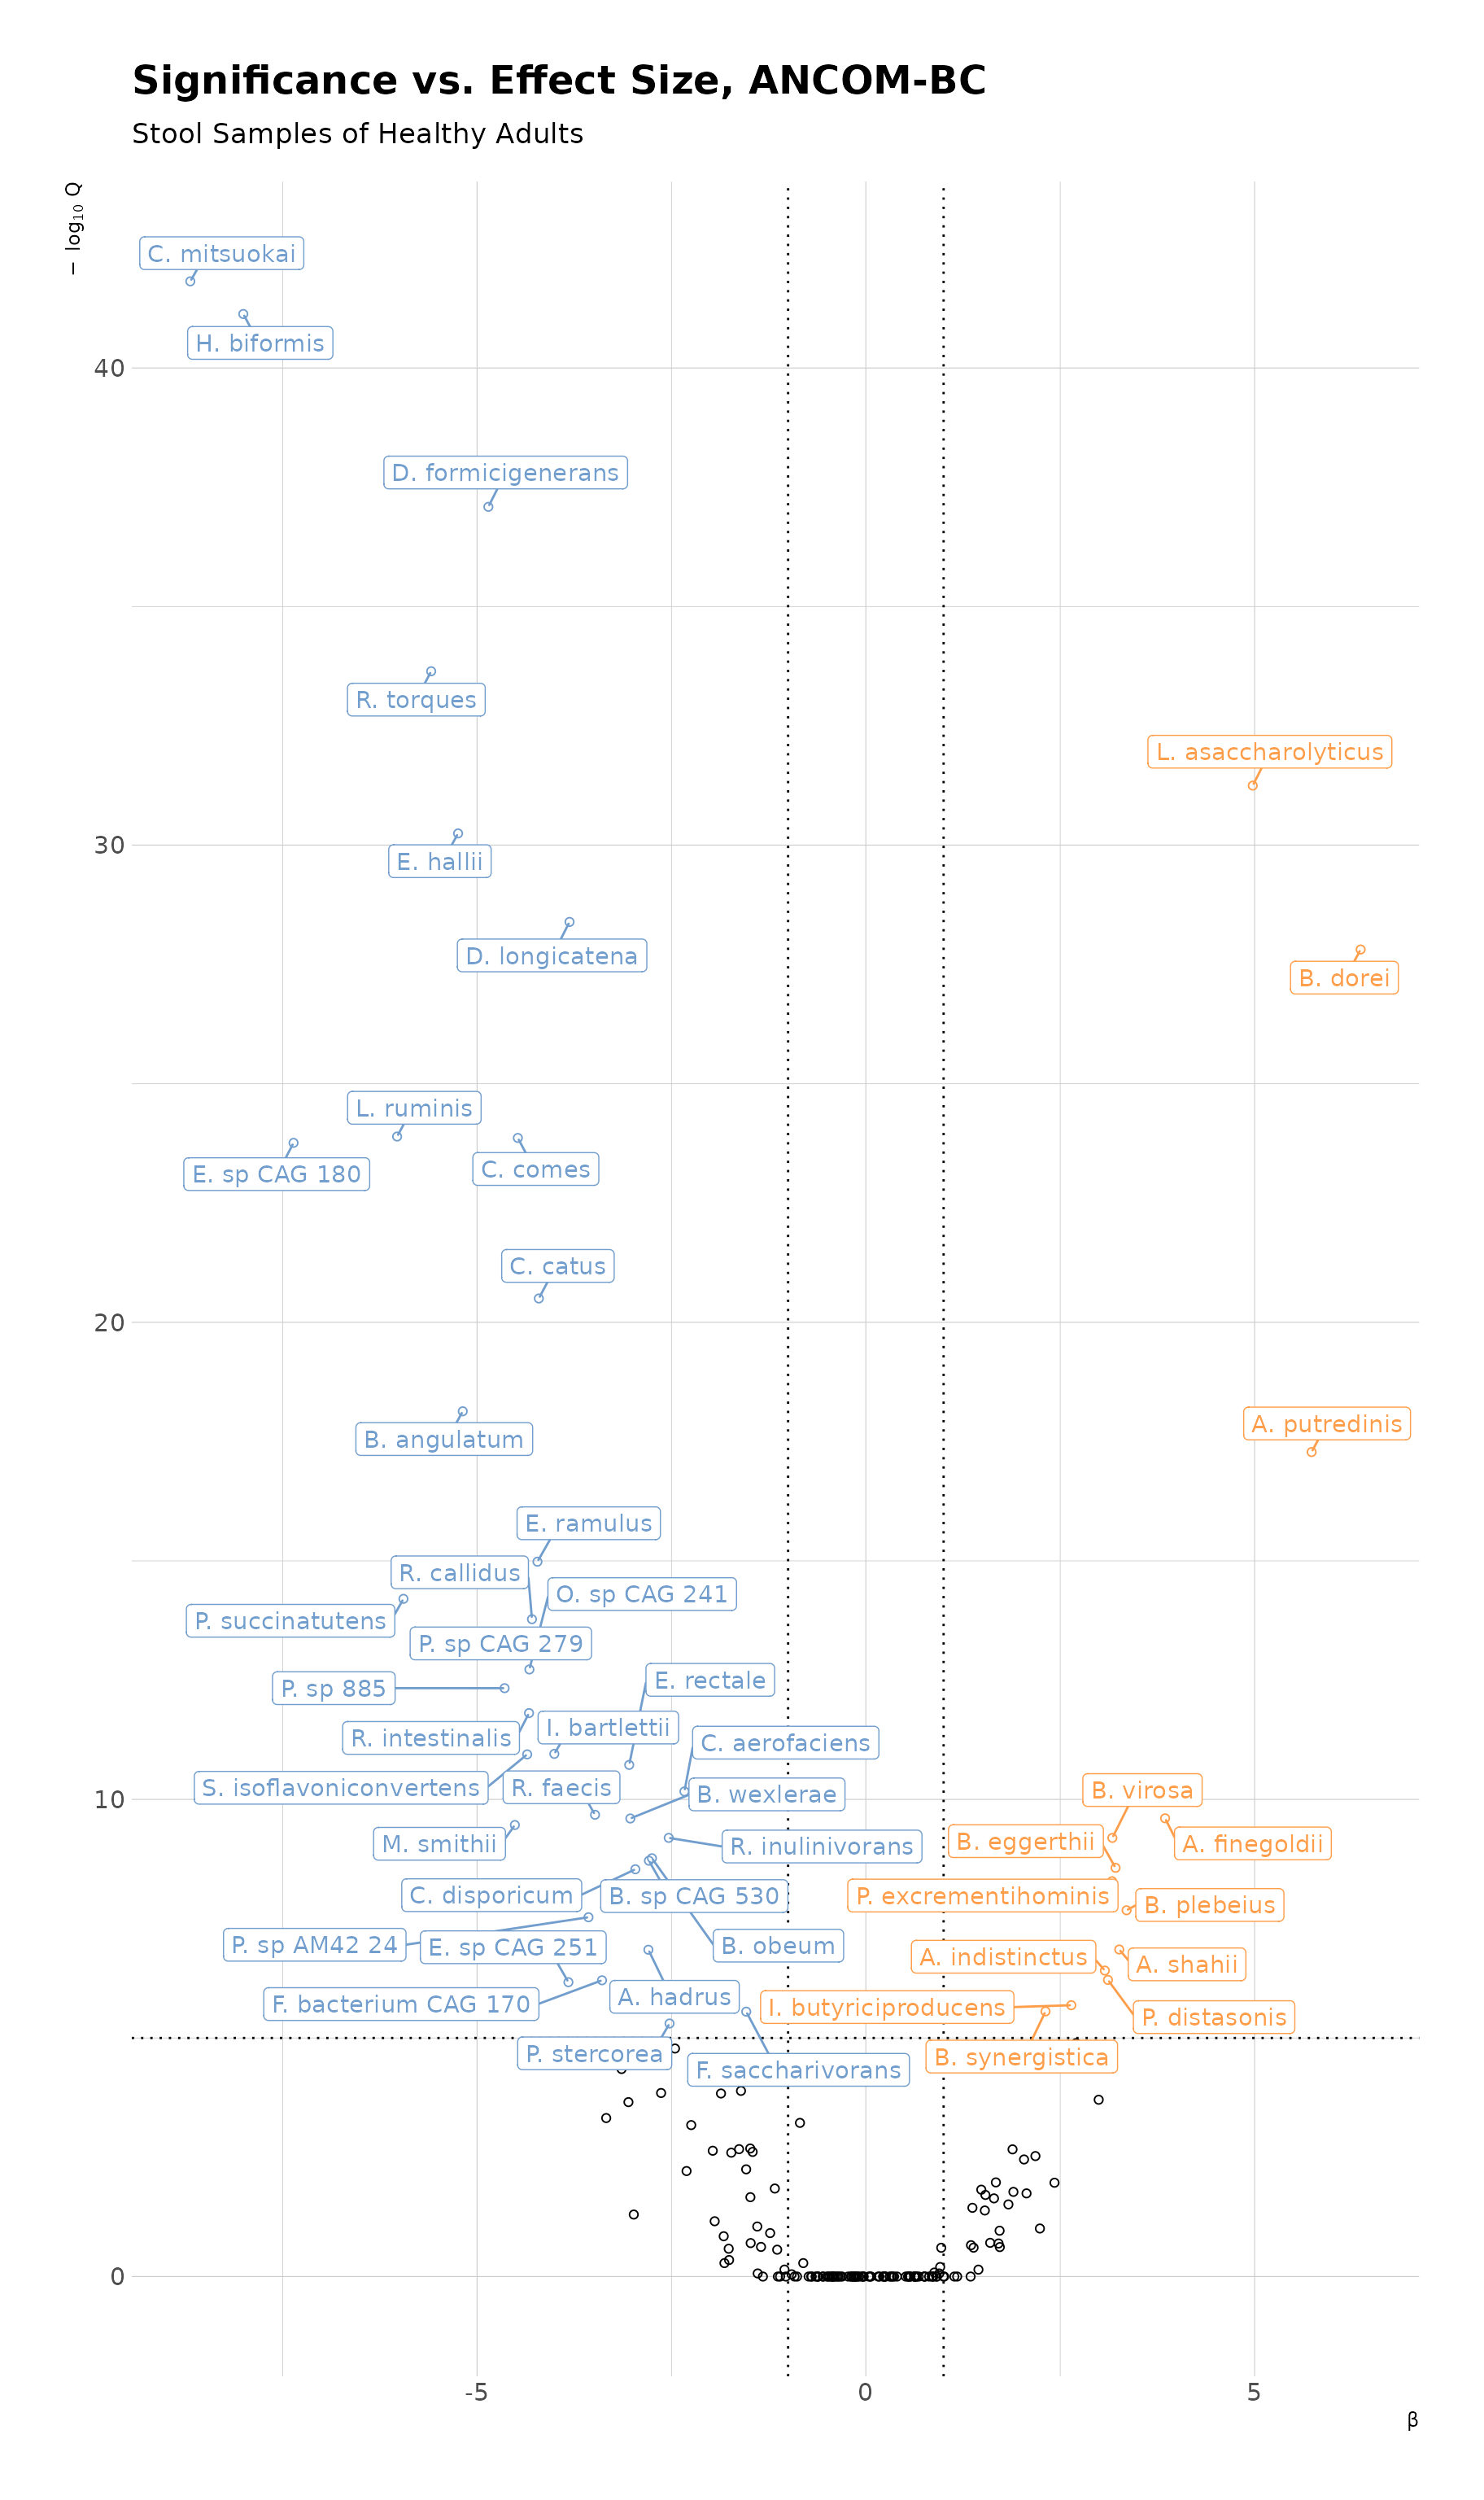 Significance vs. Effect Size, ANCOM-BC
Stool Samples of Healthy Adults
− log₁₀ Q
C. mitsuokai
H. biformis
40
D. formicigenerans
R. torques
L. asaccharolyticus
30
E. hallii
D. longicatena
B. dorei
L. ruminis
E. sp CAG 180
C. comes
C. catus
20
A. putredinis
B. angulatum
E. ramulus
R. callidus
O. sp CAG 241
P. succinatutens
P. sp CAG 279
E. rectale
P. sp 885
I. bartlettii
R. intestinalis
C. aerofaciens
S. isoflavoniconvertens
R. faecis
B. wexlerae
B. virosa
10
M. smithii
R. inulinivorans
B. eggerthii
A. finegoldii
C. disporicum
B. sp CAG 530
P. excrementihominis
B. plebeius
P. sp AM42 24
E. sp CAG 251
B. obeum
A. indistinctus
A. shahii
F. bacterium CAG 170
A. hadrus
I. butyriciproducens
P. distasonis
P. stercorea
F. saccharivorans
B. synergistica
0
-5
0
5
β